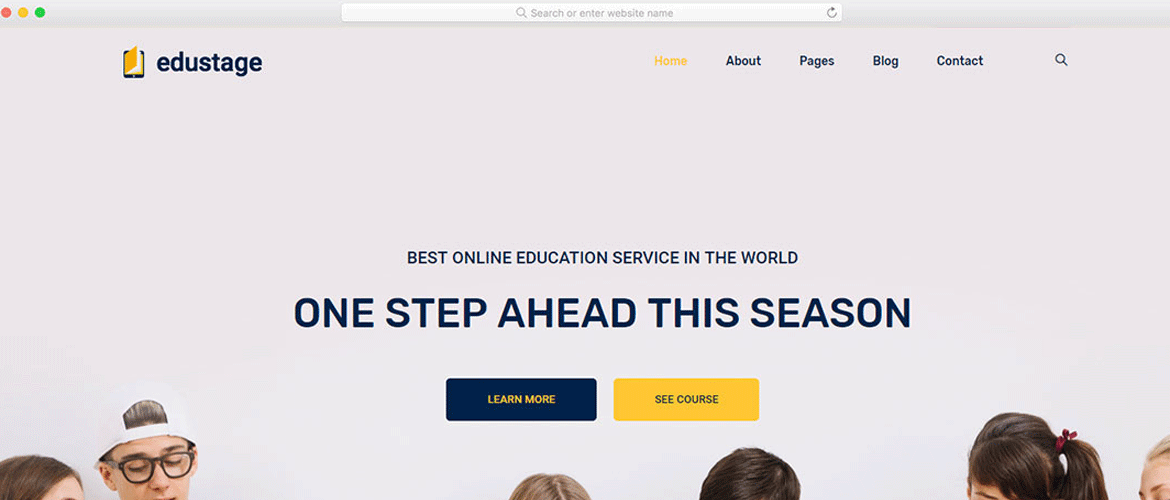 Search or enter website name
edustage
Home About Pages Blog Contact
BEST ONLINE EDUCATION SERVICE IN THE WORLD
ONE STEP AHEAD THIS SEASON
LEARN MORE SEE COURSE